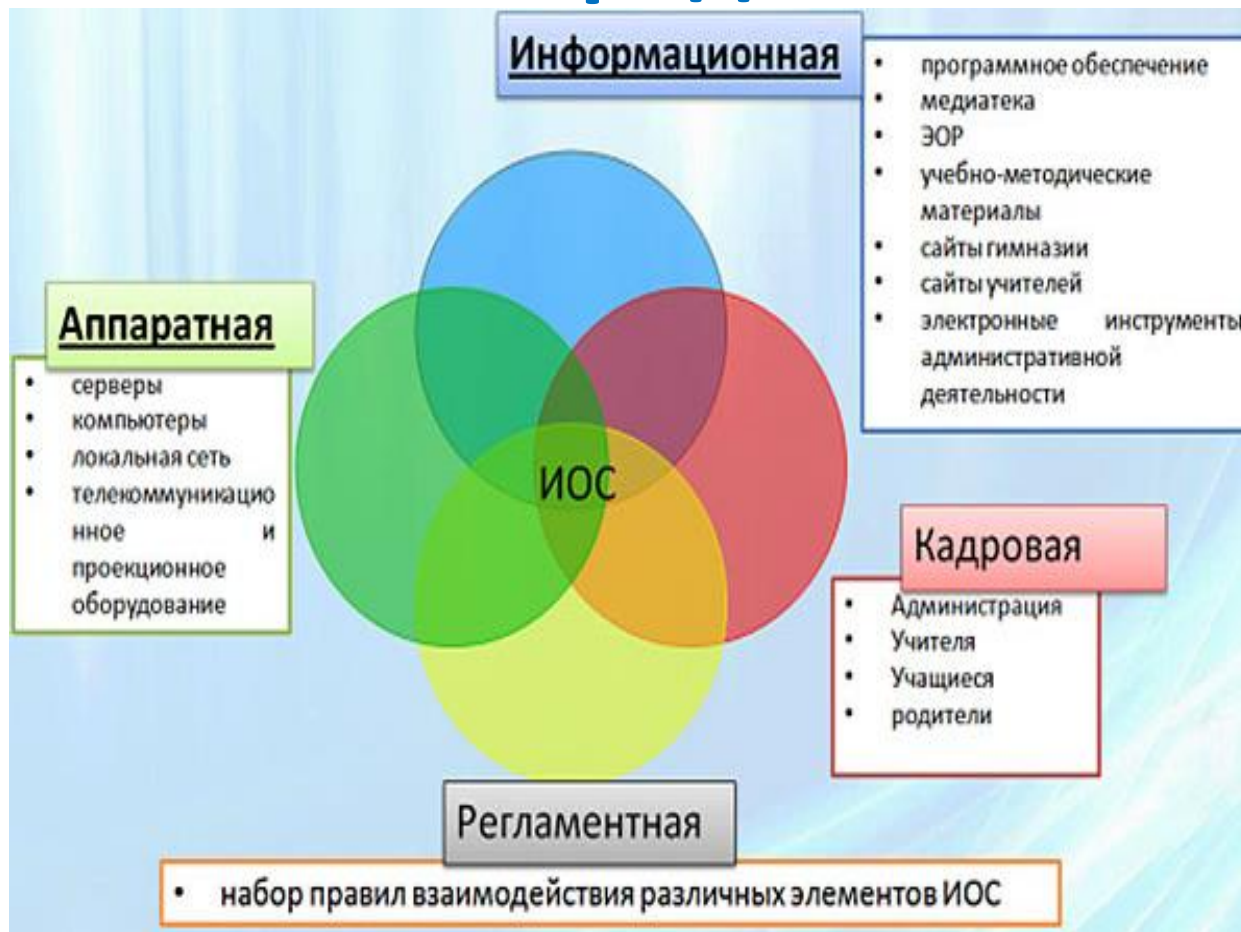 Информационная
программное обеспечение
медиатека
ЭОР
учебно-методические
материалы
сайты гимназии
сайты учителей
электронные инструменты
административной
деятельности
Аппаратная
серверы
компьютеры
локальная сеть
телекоммуникацио
нное и
проекционное
оборудование
ИОС
Кадровая
Администрация
Учителя
Учащиеся
родители
Регламентная
набор правил взаимодействия различных элементов ИОС